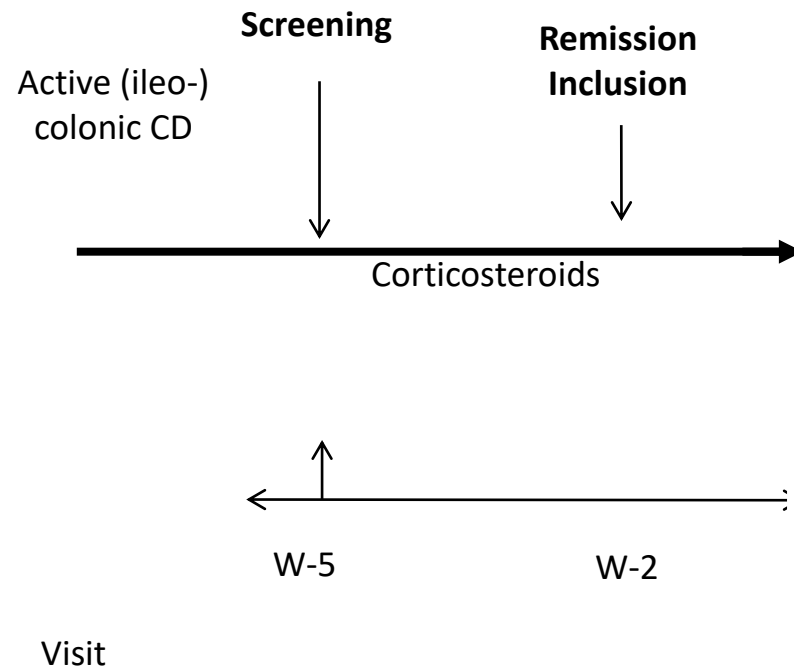 Screening
Remission
Inclusion
Active (ileo-)
colonic CD
Corticosteroids
W-5
W-2
Visit